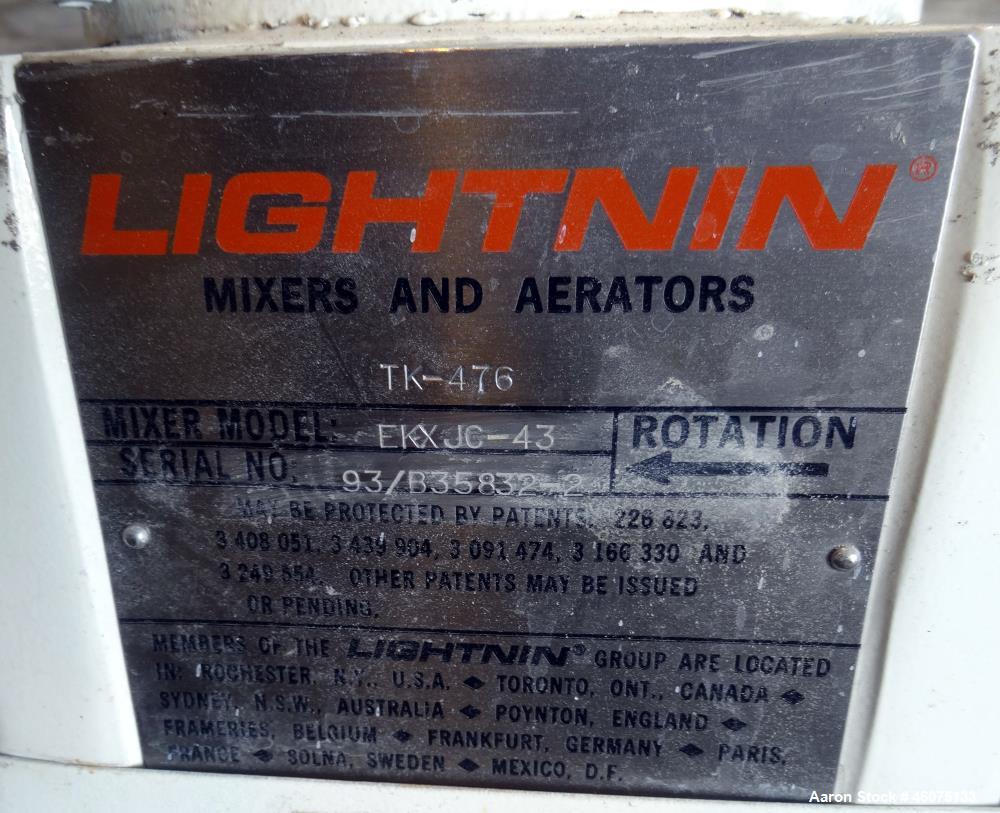 LIGHTNIN®
MIXERS AND AERATORS
TK-476
MIXER MODEL: EKXJC-43
ROTATION
SERIAL NO. 93/B35832-2
MAY BE PROTECTED BY PATENTS: 226 823,
3 408 051, 3 439 904, 3 091 474, 3 166 330 AND
3 249 554. OTHER PATENTS MAY BE ISSUED
OR PENDING.
MEMBERS OF THE LIGHTNIN® GROUP ARE LOCATED
IN: ROCHESTER, N.Y., U.S.A. ◆ TORONTO, ONT., CANADA ◆
SYDNEY, N.S.W., AUSTRALIA ◆ POYNTON, ENGLAND ◆
FRAMERIES, BELGIUM ◆ FRANKFURT, GERMANY ◆ PARIS,
FRANCE ◆ SOLNA, SWEDEN ◆ MEXICO, D.F.
Aaron Stock # 46075133